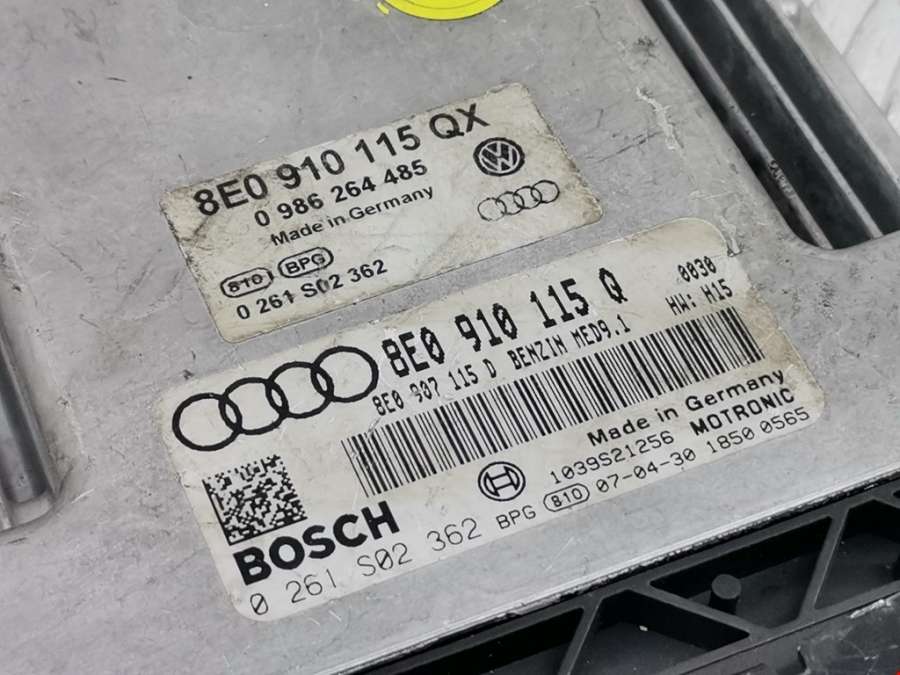 8E0 910 115 QX
0 986 264 485
Made in Germany
810 BPG
0 261 S02 362
8E0 910 115 Q 0030
8E0 907 115 D BENZIN MED9.1 HW: H15
Made in Germany
1039S21256 MOTRONIC
BOSCH
0 261 S02 362 BPG 810 07-04-30 1850 0565